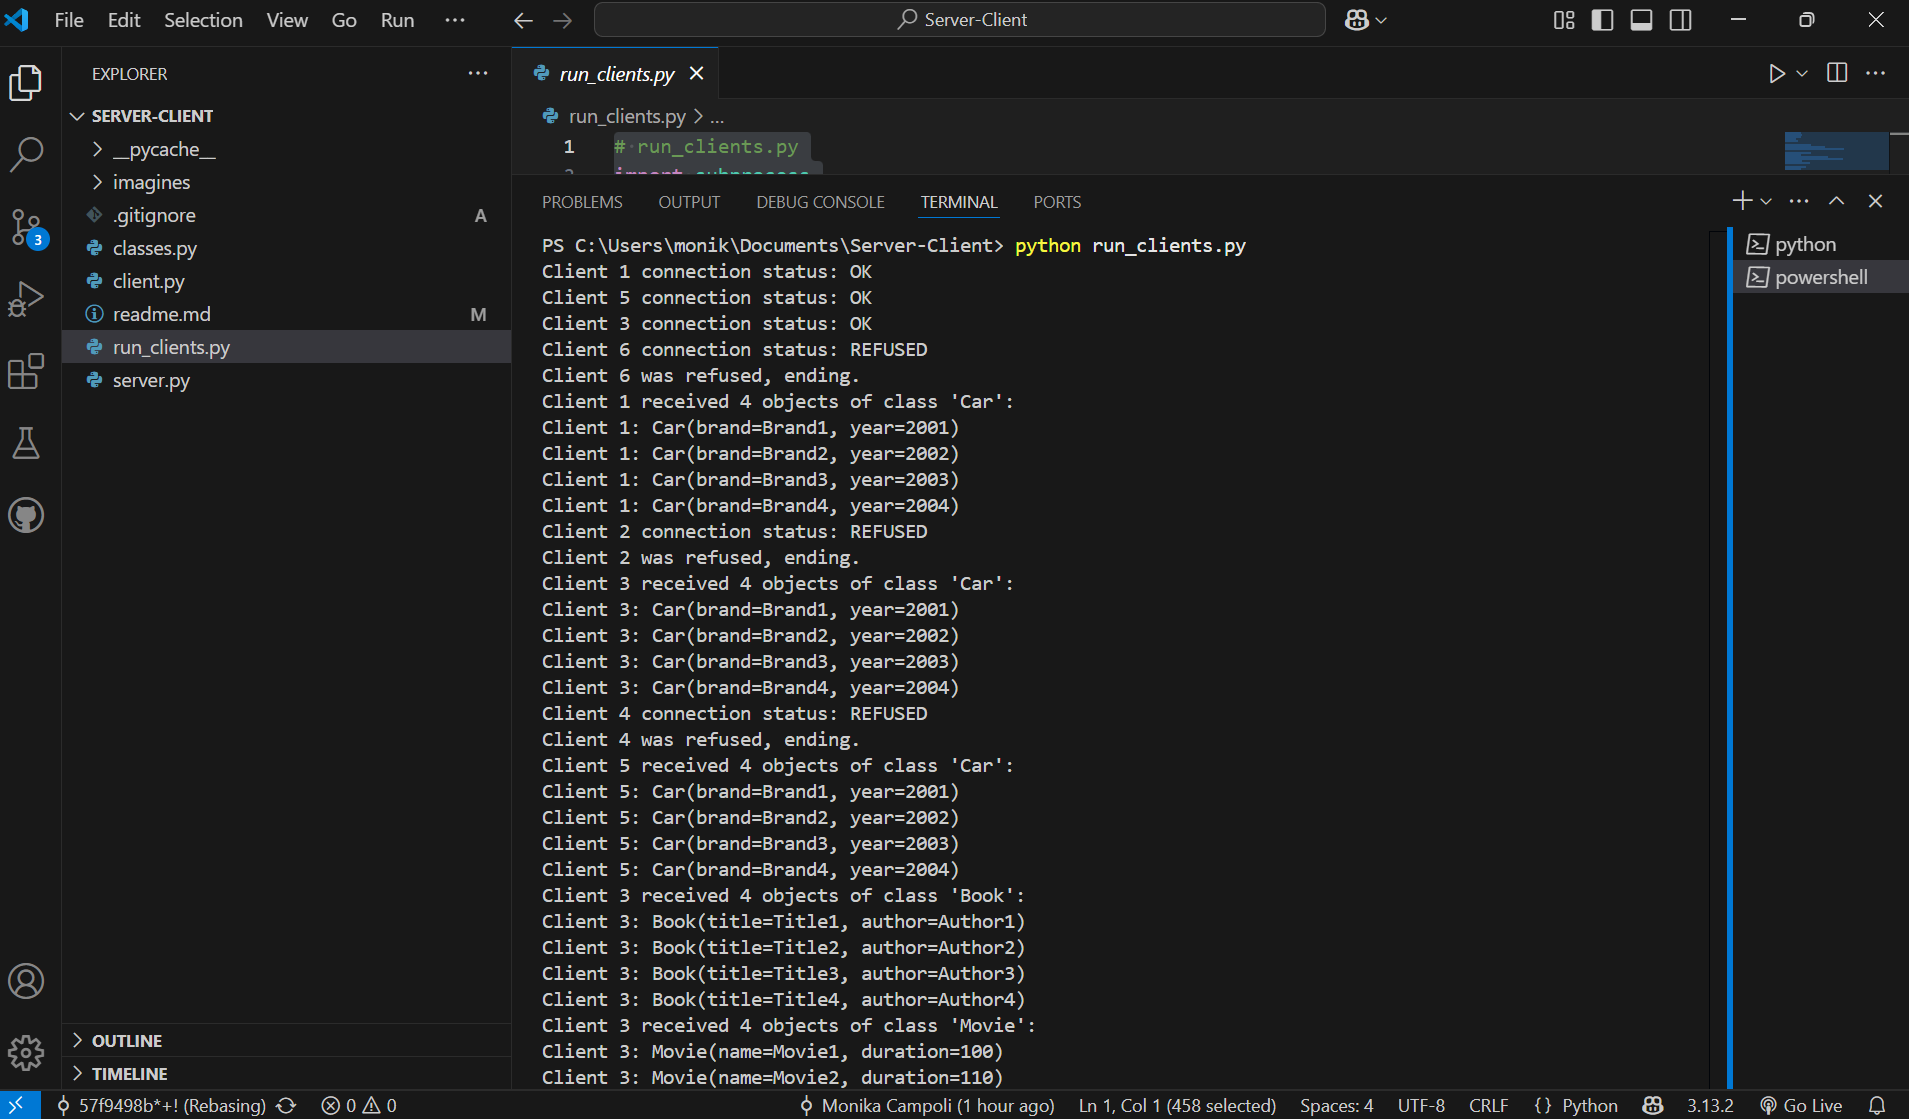 File Edit Selection View Go Run ···
Server-Client
EXPLORER
SERVER-CLIENT
__pycache__
imagines
.gitignore A
classes.py
client.py
readme.md M
run_clients.py
server.py
3
OUTLINE
TIMELINE
run_clients.py
run_clients.py > ...
1 # run_clients.py
2 import subprocess
PROBLEMS OUTPUT DEBUG CONSOLE TERMINAL PORTS
PS C:\Users\monik\Documents\Server-Client> python run_clients.py
Client 1 connection status: OK
Client 5 connection status: OK
Client 3 connection status: OK
Client 6 connection status: REFUSED
Client 6 was refused, ending.
Client 1 received 4 objects of class 'Car':
Client 1: Car(brand=Brand1, year=2001)
Client 1: Car(brand=Brand2, year=2002)
Client 1: Car(brand=Brand3, year=2003)
Client 1: Car(brand=Brand4, year=2004)
Client 2 connection status: REFUSED
Client 2 was refused, ending.
Client 3 received 4 objects of class 'Car':
Client 3: Car(brand=Brand1, year=2001)
Client 3: Car(brand=Brand2, year=2002)
Client 3: Car(brand=Brand3, year=2003)
Client 3: Car(brand=Brand4, year=2004)
Client 4 connection status: REFUSED
Client 4 was refused, ending.
Client 5 received 4 objects of class 'Car':
Client 5: Car(brand=Brand1, year=2001)
Client 5: Car(brand=Brand2, year=2002)
Client 5: Car(brand=Brand3, year=2003)
Client 5: Car(brand=Brand4, year=2004)
Client 3 received 4 objects of class 'Book':
Client 3: Book(title=Title1, author=Author1)
Client 3: Book(title=Title2, author=Author2)
Client 3: Book(title=Title3, author=Author3)
Client 3: Book(title=Title4, author=Author4)
Client 3 received 4 objects of class 'Movie':
Client 3: Movie(name=Movie1, duration=100)
Client 3: Movie(name=Movie2, duration=110)
python
powershell
57f9498b*+! (Rebasing) 0 0 Monika Campoli (1 hour ago) Ln 1, Col 1 (458 selected) Spaces: 4 UTF-8 CRLF {} Python 3.13.2 Go Live